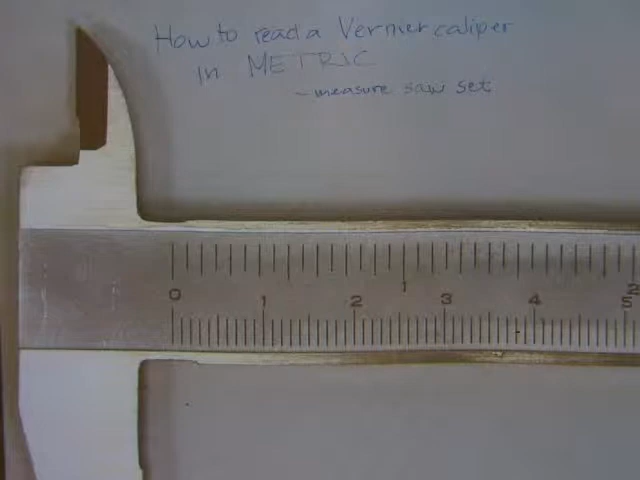 How to read a Vernier caliper
in METRIC
- measure saw set
0 1 2 1 3 4 2
5